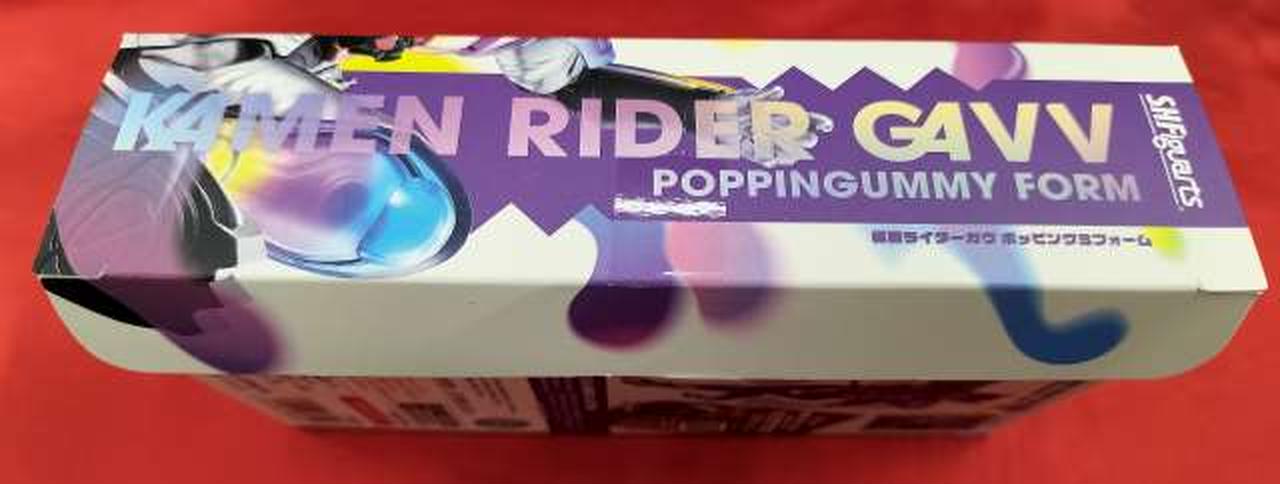 KAMEN RIDER GAVV
POPPINGUMMY FORM
S.H.Figuarts
仮面ライダーガヴ ポッピングミフォーム